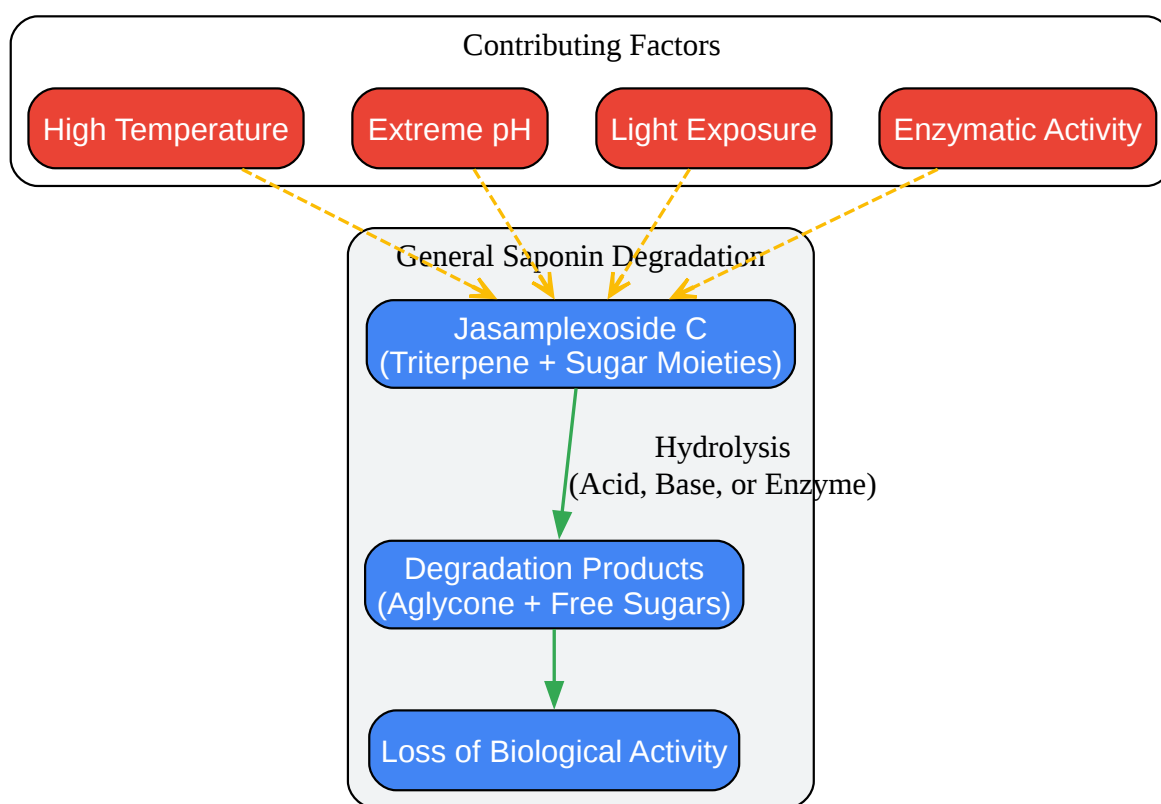 Contributing Factors
High Temperature
Extreme pH
Light Exposure
Enzymatic Activity
General Saponin Degradation
Jasamplexoside C
(Triterpene + Sugar Moieties)
Hydrolysis
(Acid, Base, or Enzyme)
Degradation Products
(Aglycone + Free Sugars)
Loss of Biological Activity